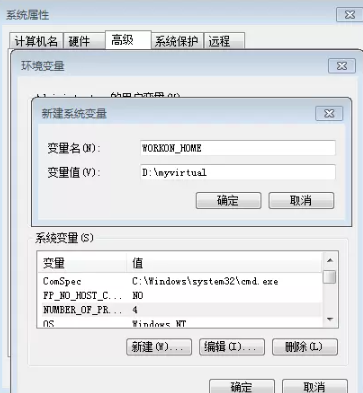 系统属性
计算机名 硬件 高级 系统保护 远程
环境变量
的用户变量(U)
新建系统变量
变量名(N): WORKON_HOME
变量值(V): D:\myvirtual
确定 取消
系统变量(S)
变量 值
ComSpec C:\Windows\system32\cmd.exe
FP_NO_HOST_C... NO
NUMBER_OF_PR... 4
OS Windows_NT
新建(W)... 编辑(I)... 删除(L)
确定 取消